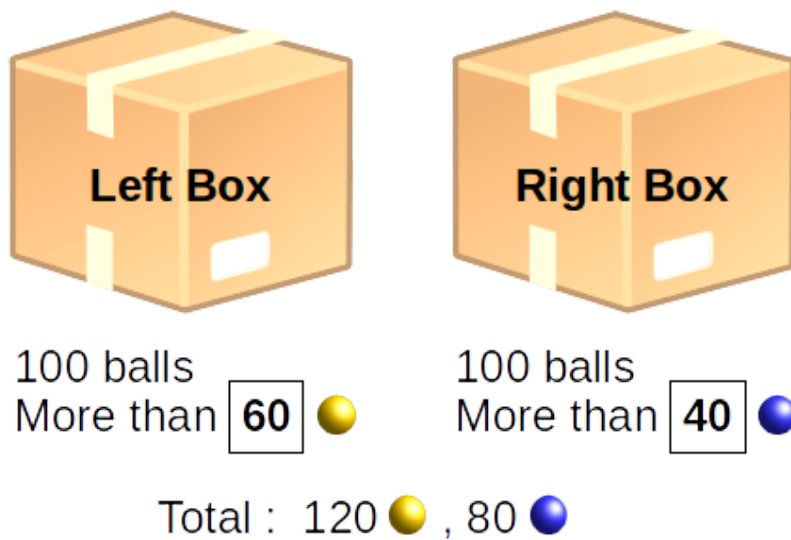 Left Box
Right Box
100 balls
More than 60
100 balls
More than 40
Total : 120 , 80